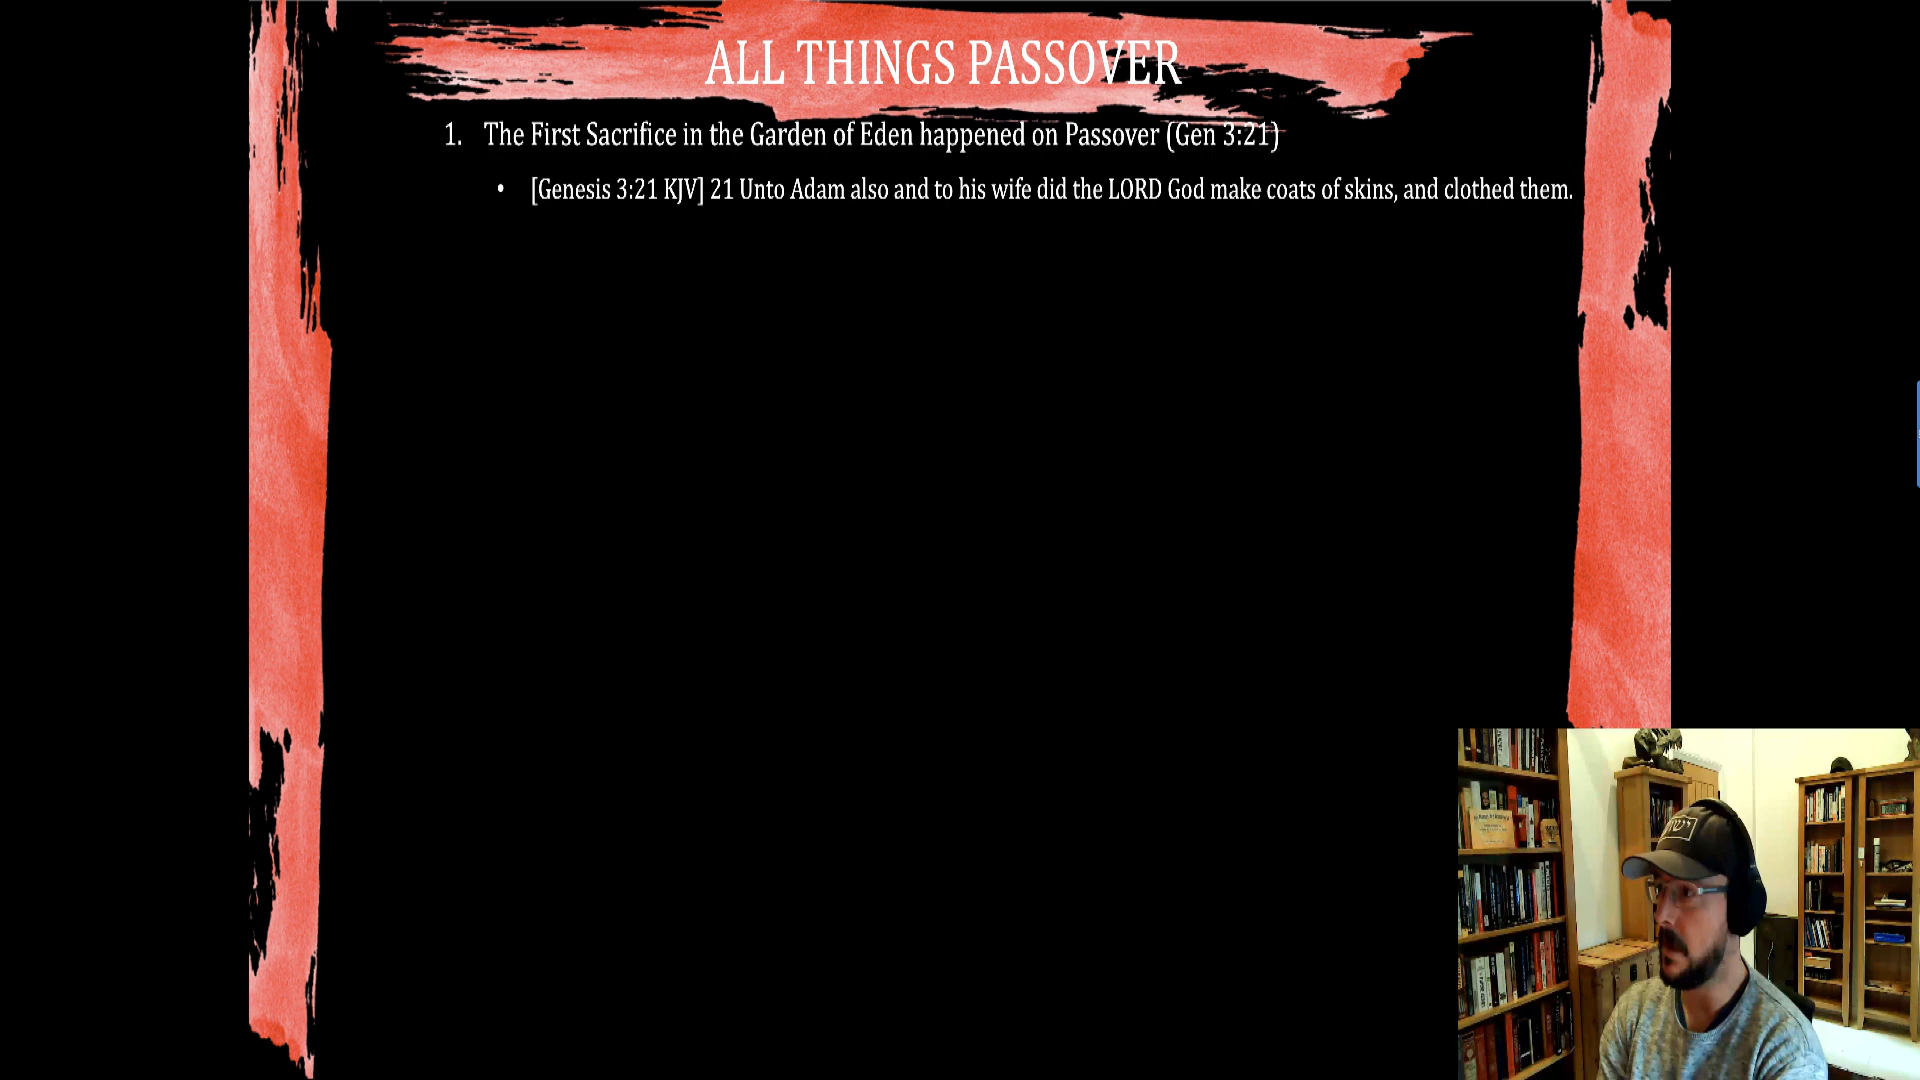 ALL THINGS PASSOVER
1. The First Sacrifice in the Garden of Eden happened on Passover (Gen 3:21)
• [Genesis 3:21 KJV] 21 Unto Adam also and to his wife did the LORD God make coats of skins, and clothed them.